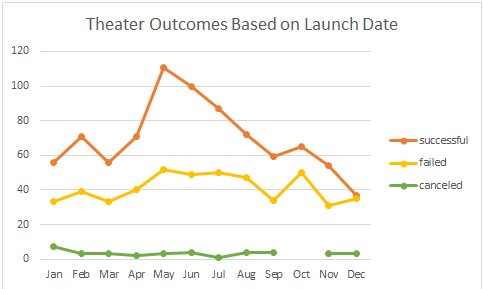 Theater Outcomes Based on Launch Date
120
100
80
60
40
20
0
Jan Feb Mar Apr May Jun Jul Aug Sep Oct Nov Dec
successful
failed
canceled